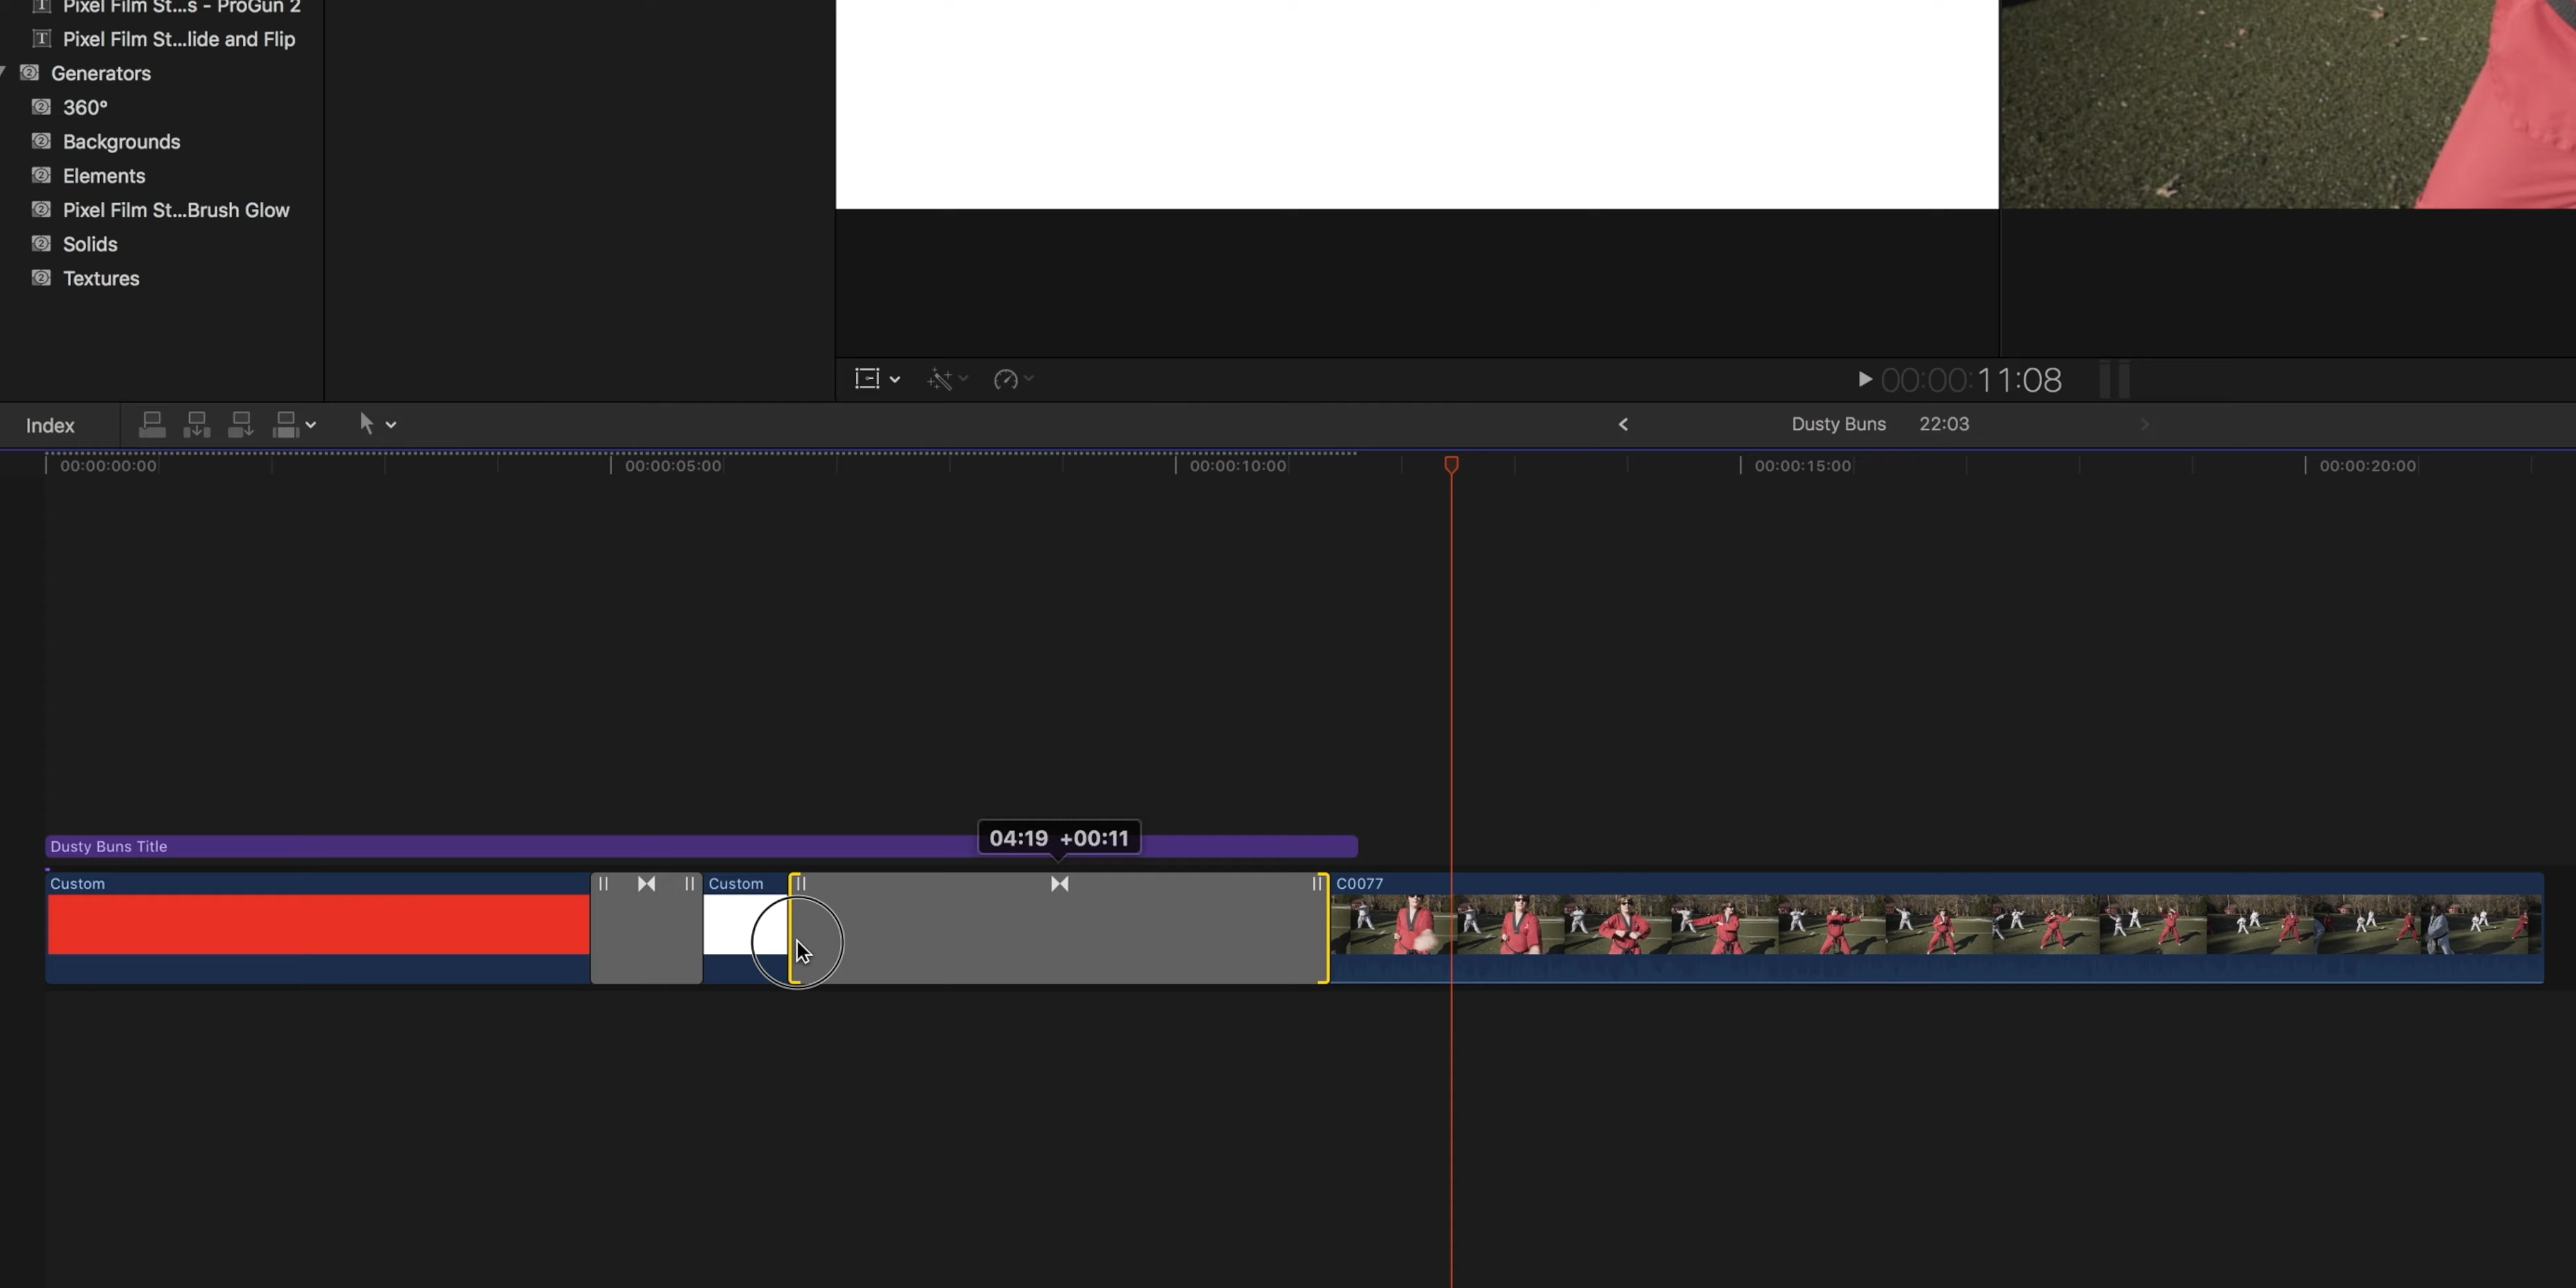 Pixel Film St...s - ProGun 2
Pixel Film St...lide and Flip
Generators
360°
Backgrounds
Elements
Pixel Film St...Brush Glow
Solids
Textures
00:00:11:08
Index
Dusty Buns 22:03
00:00:00:00 00:00:05:00 00:00:10:00 00:00:15:00 00:00:20:00
04:19 +00:11
Dusty Buns Title
Custom Custom C0077